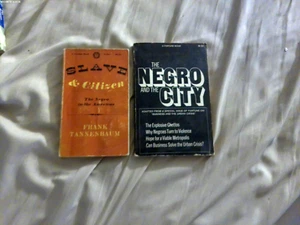 SLAVE
& Citizen
The Negro
in the Americas
FRANK
TANNENBAUM
THE
NEGRO
AND THE
CITY
The Explosive Ghettos
Why Negroes Turn to Violence
Hope for a Viable Metropolis
Can Business Solve the Urban Crisis?